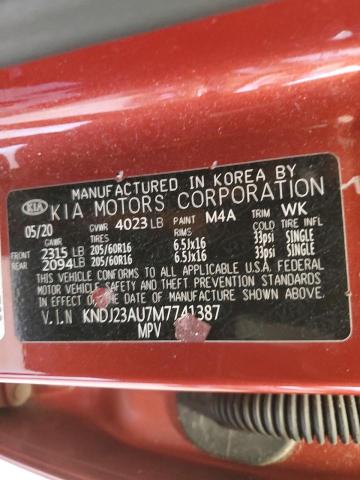 MANUFACTURED IN KOREA BY
KIA KIA MOTORS CORPORATION
05/20 GVWR 4023 LB PAINT M4A TRIM WK
GAWR TIRES RIMS COLD TIRE INFL.
FRONT 2315 LB 205/60R16 6.5Jx16 33psi SINGLE
REAR 2094 LB 205/60R16 6.5Jx16 33psi SINGLE
THIS VEHICLE CONFORMS TO ALL APPLICABLE U.S.A. FEDERAL
MOTOR VEHICLE SAFETY AND THEFT PREVENTION STANDARDS
IN EFFECT ON THE DATE OF MANUFACTURE SHOWN ABOVE.
V.I.N KNDJ23AU7M7741387
MPV